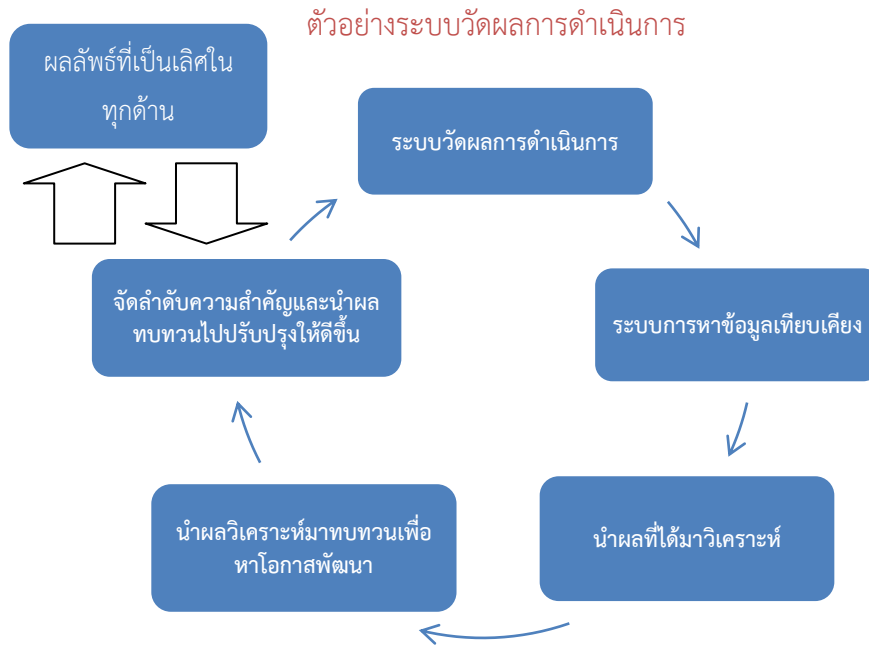 ตัวอย่างระบบวัดผลการดำเนินการ
ผลลัพธ์ที่เป็นเลิศใน
ทุกด้าน
ระบบวัดผลการดำเนินการ
ระบบการหาข้อมูลเทียบเคียง
นำผลที่ได้มาวิเคราะห์
นำผลวิเคราะห์มาทบทวนเพื่อ
หาโอกาสพัฒนา
จัดลำดับความสำคัญและนำผล
ทบทวนไปปรับปรุงให้ดีขึ้น